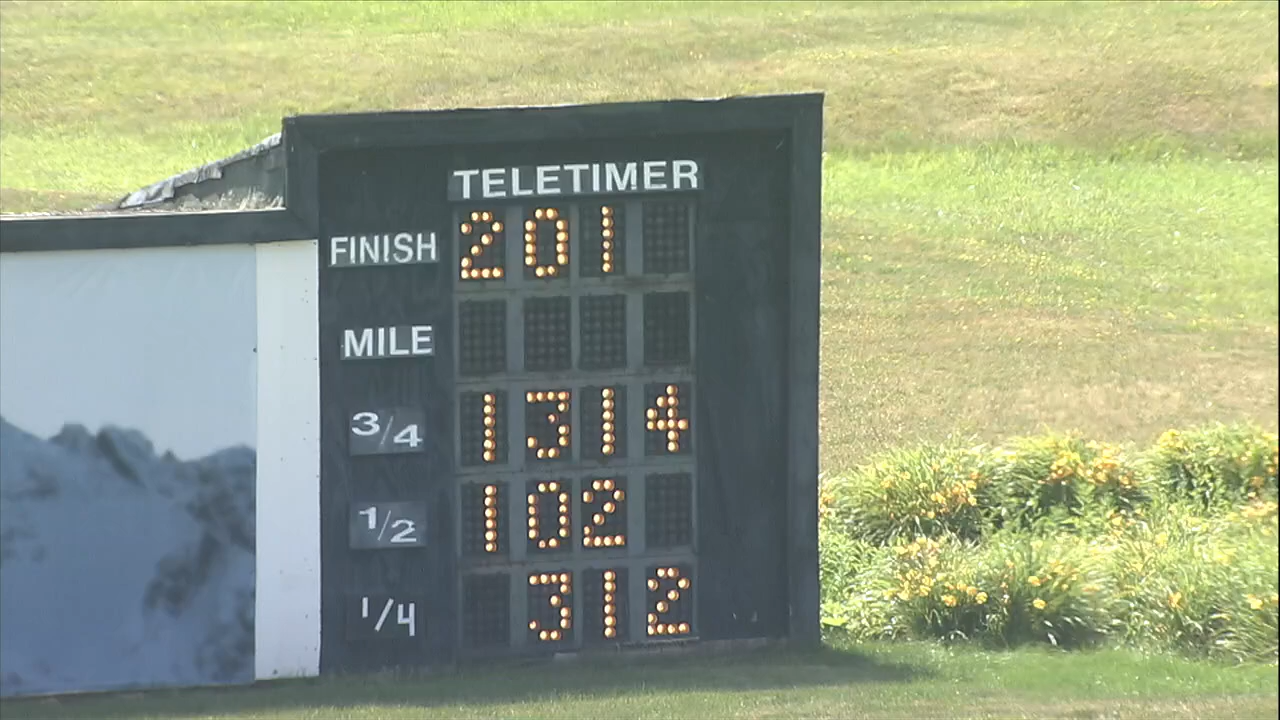 TELETIMER
FINISH 201
MILE
3/4 1314
1/2 102
1/4 312